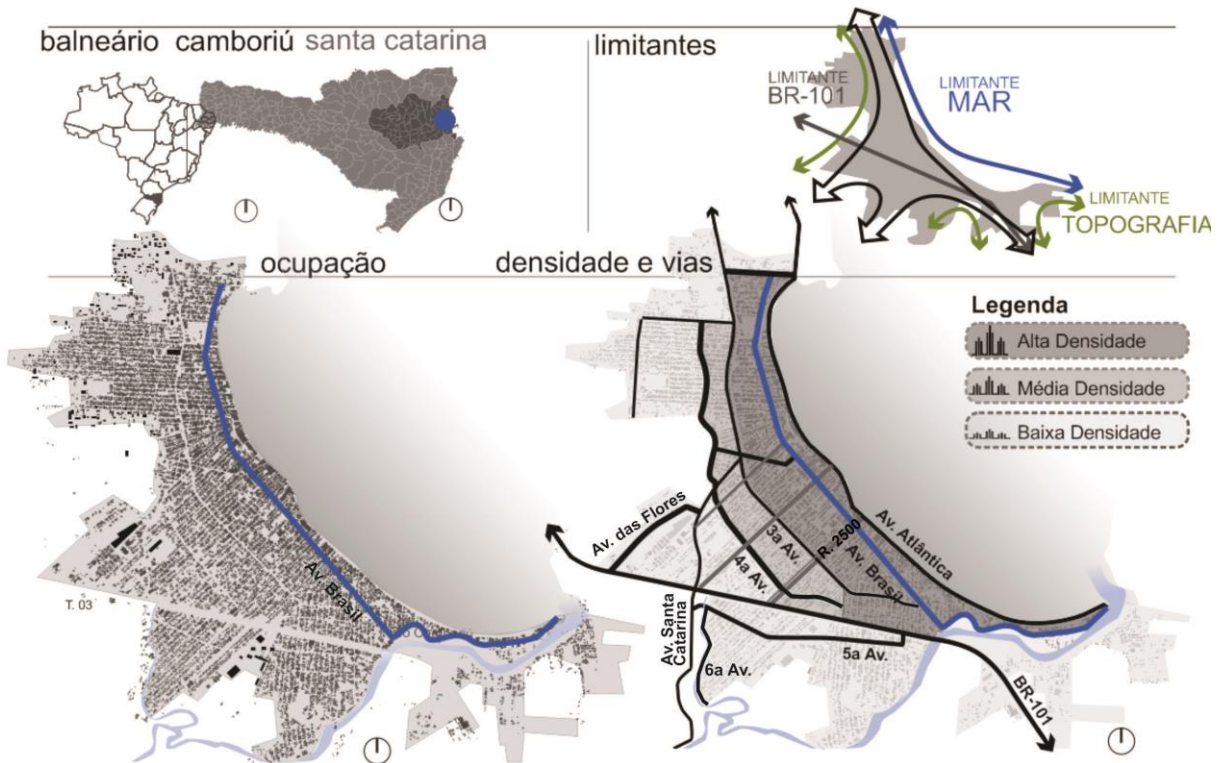 balneário camboriú santa catarina
limitantes
LIMITANTE
BR-101
LIMITANTE
MAR
LIMITANTE
TOPOGRAFIA
ocupação
Av. Brasil
T. 03
densidade e vias
Av. das Flores
3a Av.
4a Av.
R. 2500
Av. Brasil
Av. Atlântica
Av. Santa
Catarina
6a Av.
5a Av.
BR-101
Legenda
Alta Densidade
Média Densidade
Baixa Densidade